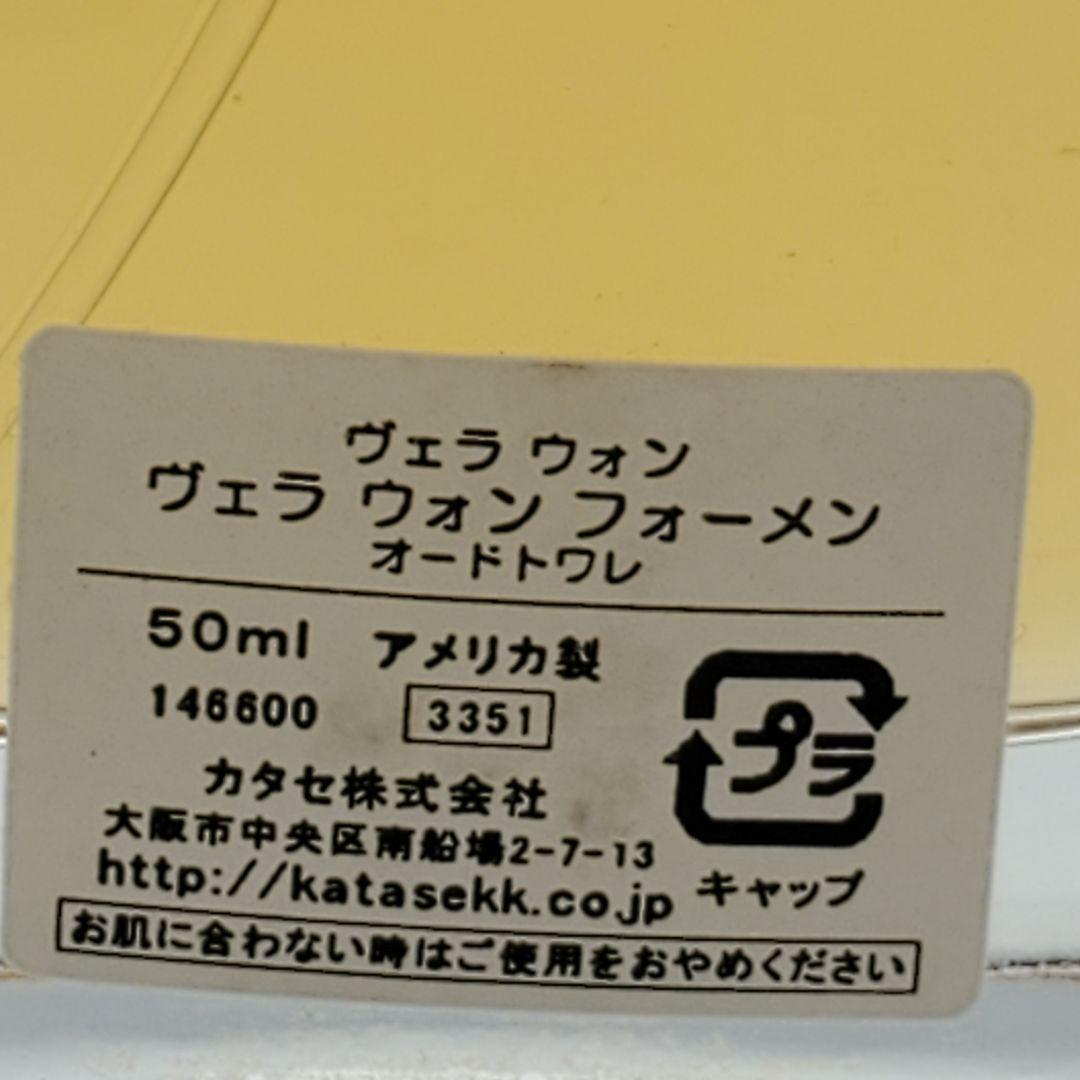 ヴェラ ウォン
ヴェラ ウォン フォーメン
オードトワレ
50ml アメリカ製
146600 3351
プラ
カタセ株式会社
大阪市中央区南船場2-7-13
http://katasekk.co.jp キャップ
お肌に合わない時はご使用をおやめください